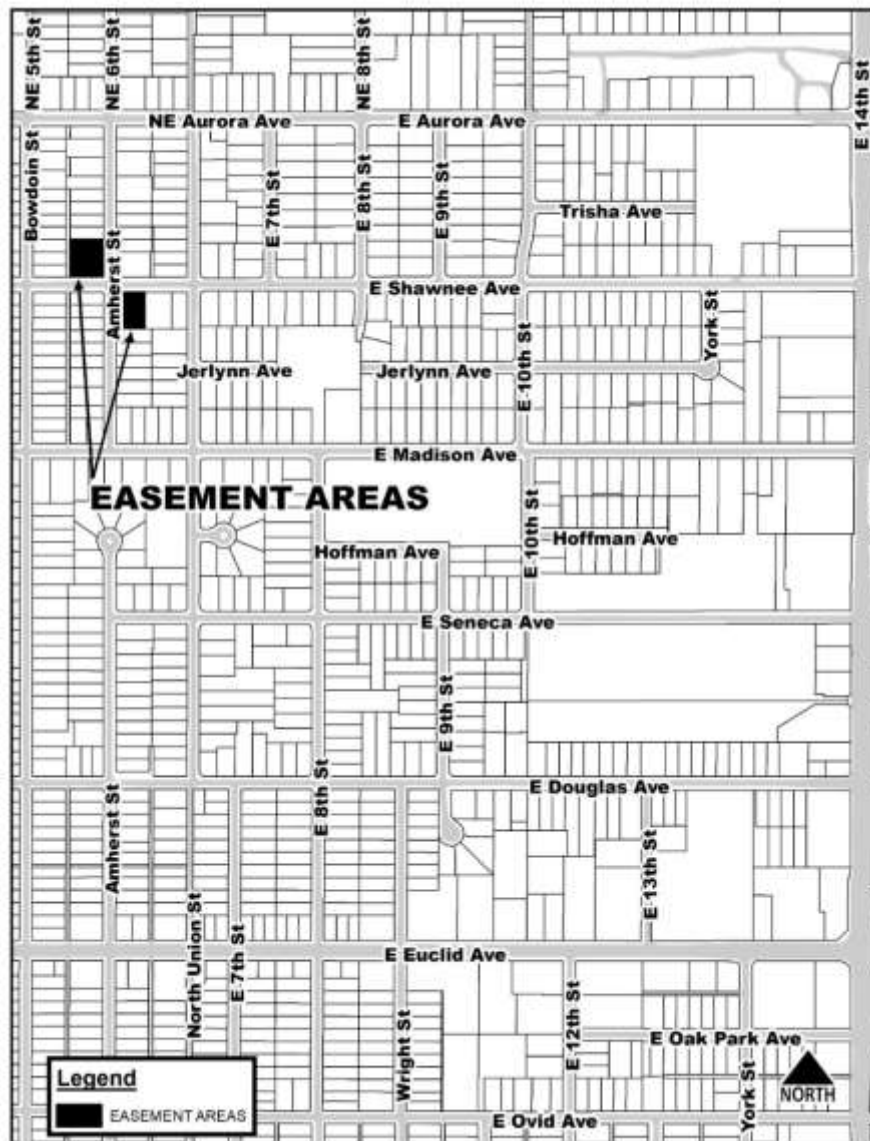 NE 5th St
NE 6th St
NE 8th St
E 14th St
NE Aurora Ave
E Aurora Ave
Bowdoin St
Amherst St
E 7th St
E 8th St
E 9th St
Trisha Ave
E Shawnee Ave
York St
Jerlynn Ave
Jerlynn Ave
E 10th St
E Madison Ave
EASEMENT AREAS
Hoffman Ave
E 10th St
Hoffman Ave
E Seneca Ave
E 9th St
E 8th St
E Douglas Ave
Amherst St
E 13th St
North Union St
E 7th St
E Euclid Ave
Wright St
E 12th St
E Oak Park Ave
York St
E Ovid Ave
NORTH
Legend
EASEMENT AREAS